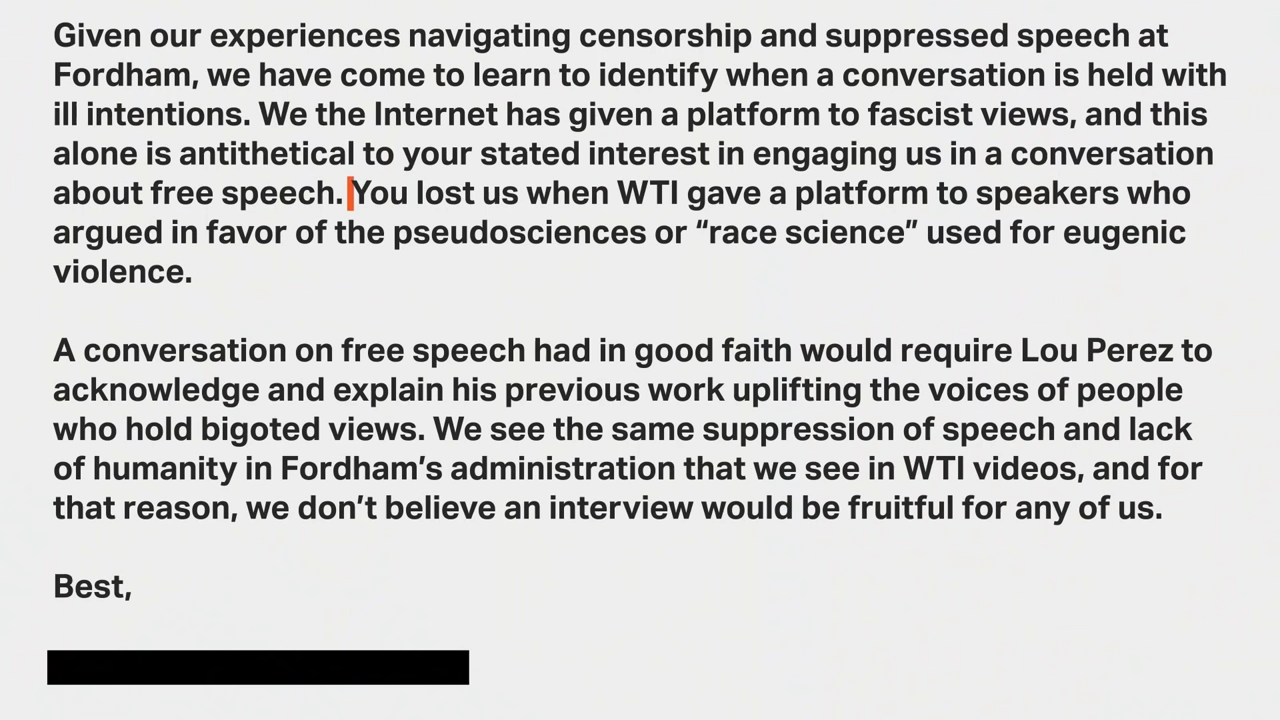 Given our experiences navigating censorship and suppressed speech at
Fordham, we have come to learn to identify when a conversation is held with
ill intentions. We the Internet has given a platform to fascist views, and this
alone is antithetical to your stated interest in engaging us in a conversation
about free speech. You lost us when WTI gave a platform to speakers who
argued in favor of the pseudosciences or “race science” used for eugenic
violence.
A conversation on free speech had in good faith would require Lou Perez to
acknowledge and explain his previous work uplifting the voices of people
who hold bigoted views. We see the same suppression of speech and lack
of humanity in Fordham’s administration that we see in WTI videos, and for
that reason, we don’t believe an interview would be fruitful for any of us.
Best,